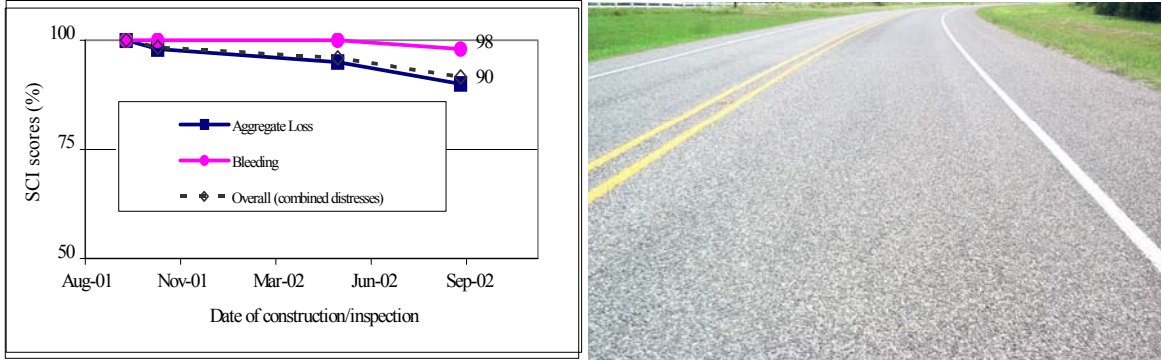 100
98
90
SCI scores (%)
Aggregate Loss
75
Bleeding
Overall (combined distresses)
50
Aug-01 Nov-01 Mar-02 Jun-02 Sep-02
Date of construction/inspection